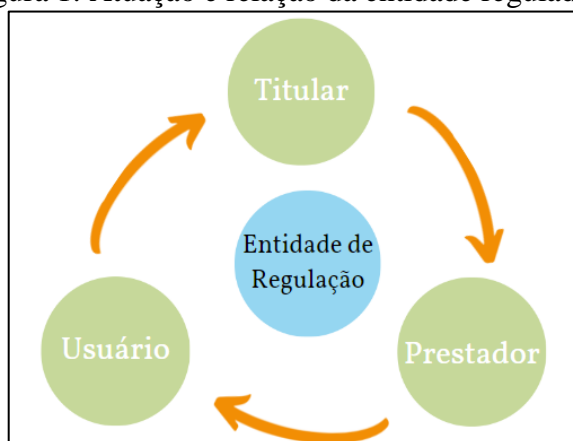 Titular
Entidade de
Regulação
Usuário
Prestador